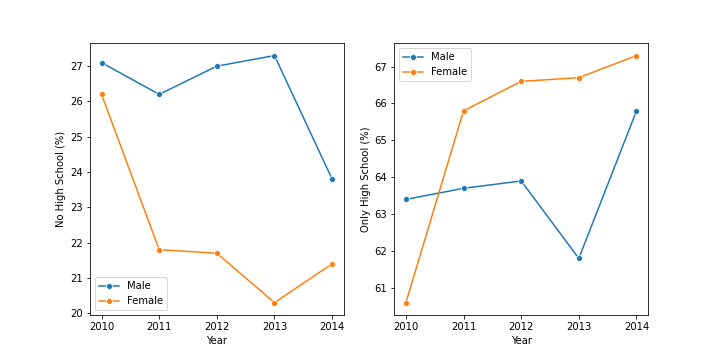 No High School (%)
27
26
25
24
23
22
21
20
2010 2011 2012 2013 2014
Year
Male
Female
Only High School (%)
67
66
65
64
63
62
61
2010 2011 2012 2013 2014
Year
Male
Female